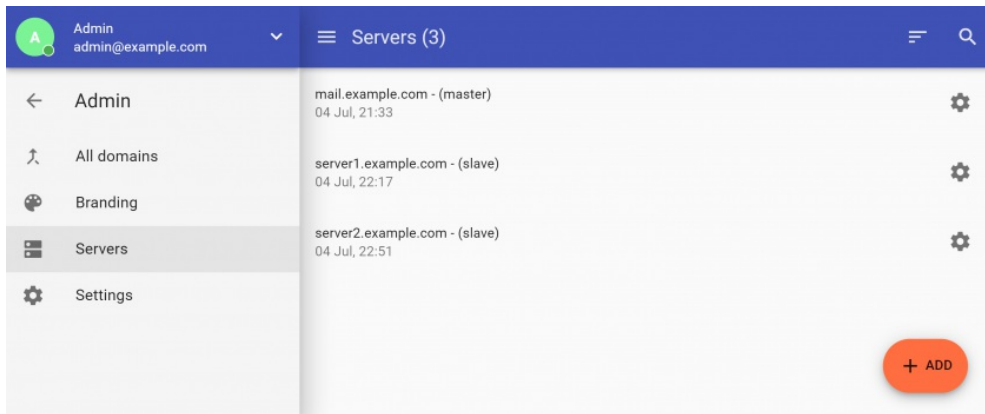 A
Admin
admin@example.com
Admin
All domains
Branding
Servers
Settings
Servers (3)
mail.example.com - (master)
04 Jul, 21:33
server1.example.com - (slave)
04 Jul, 22:17
server2.example.com - (slave)
04 Jul, 22:51
+ ADD